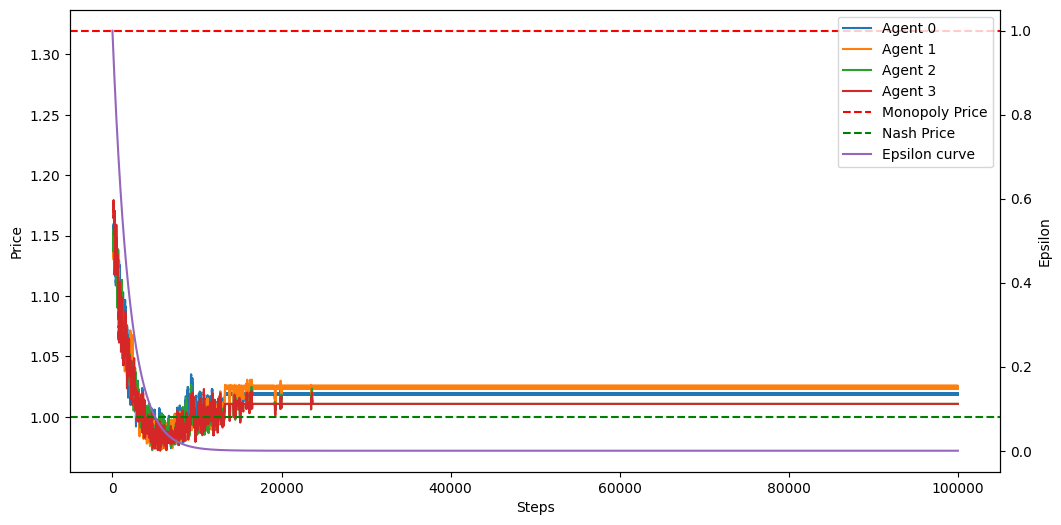 1.30
1.25
1.20
1.15
1.10
1.05
1.00
Price
0
20000
40000
60000
80000
100000
Steps
1.0
0.8
0.6
0.4
0.2
0.0
Epsilon
Agent 0
Agent 1
Agent 2
Agent 3
Monopoly Price
Nash Price
Epsilon curve